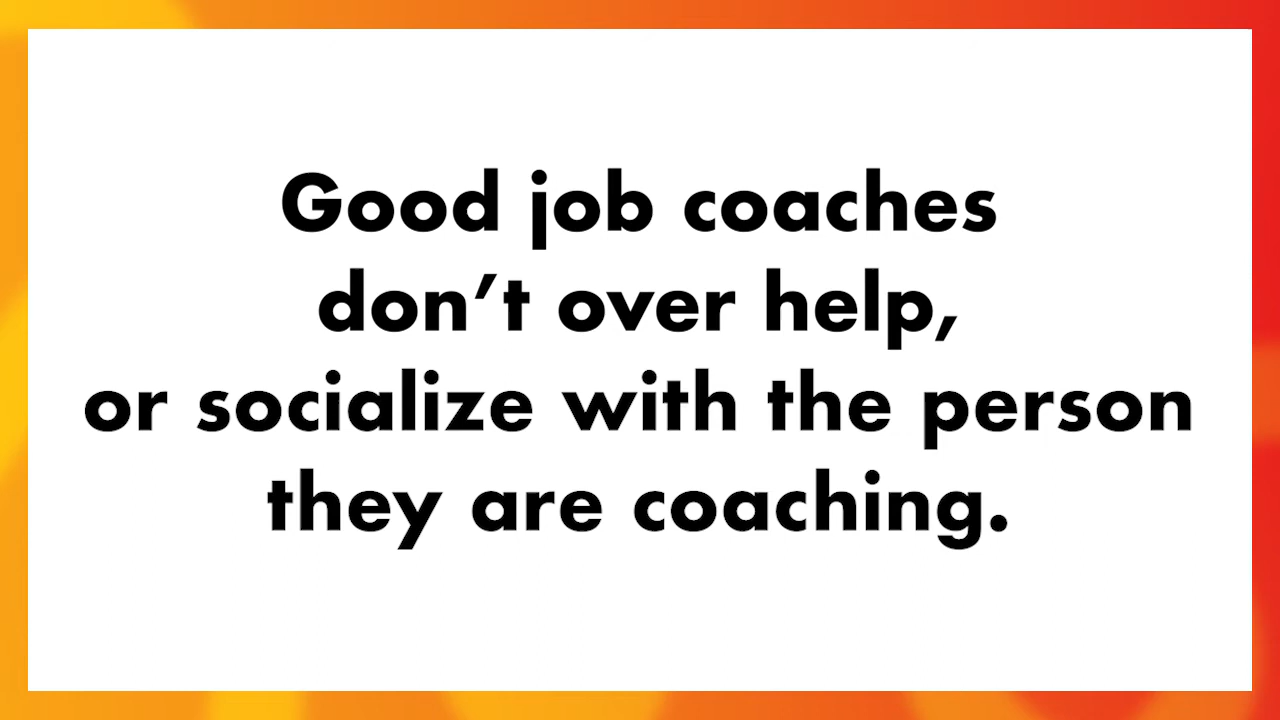 Good job coaches
don’t over help,
or socialize with the person
they are coaching.